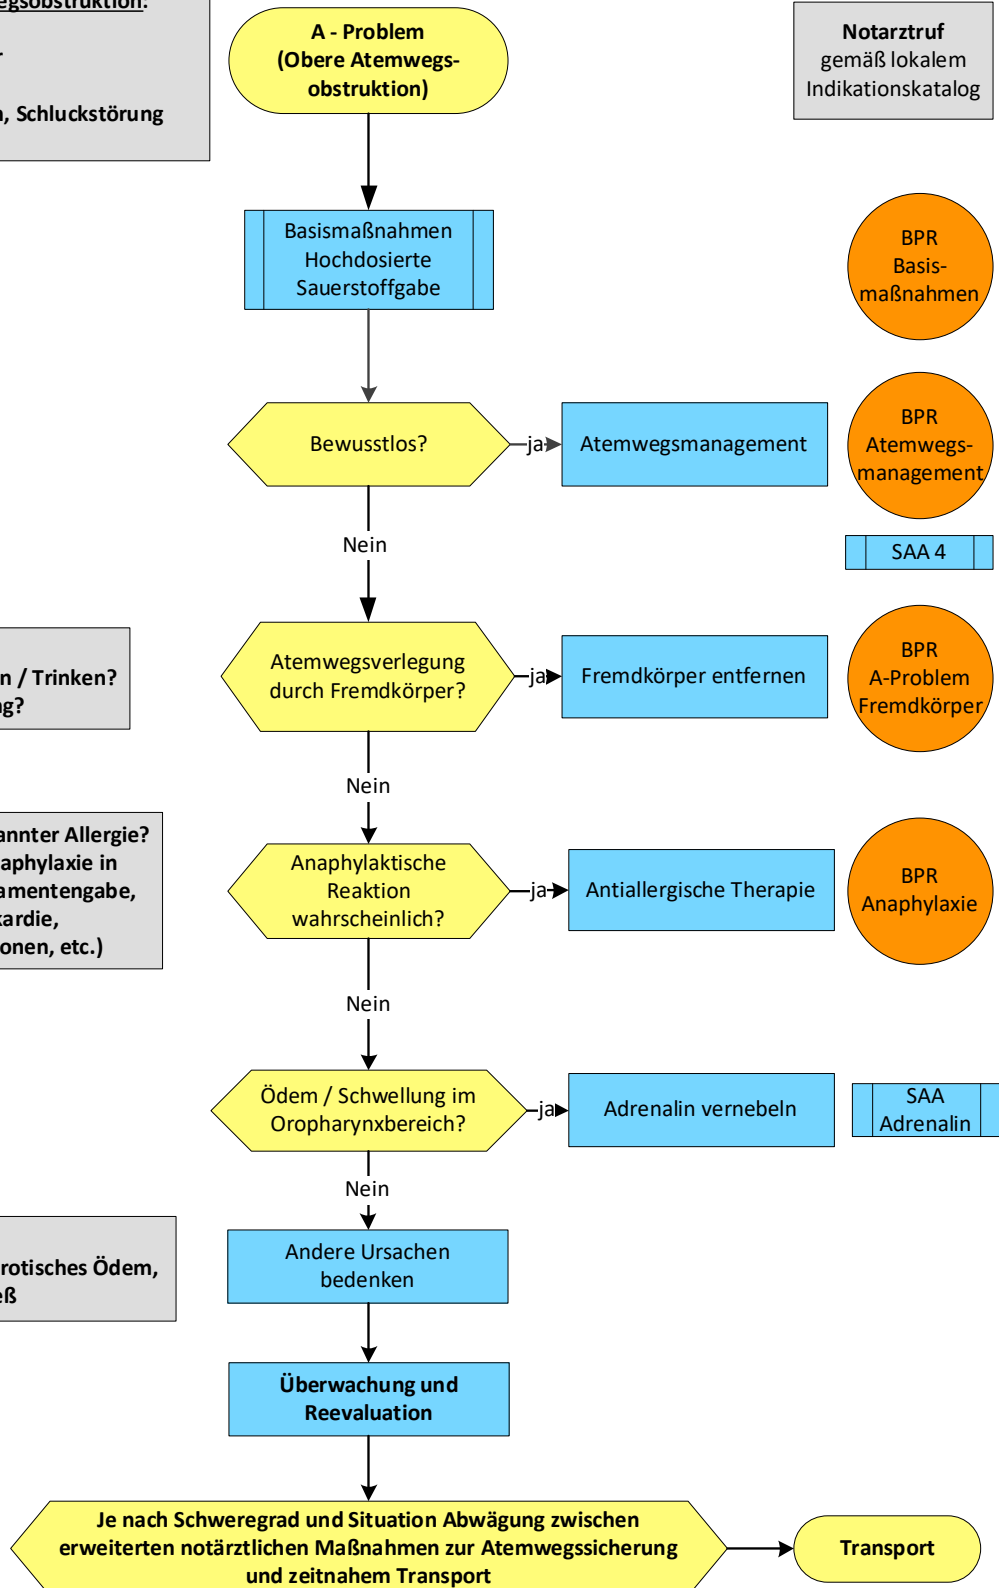 egsobstruktion:
r
n, Schluckstörung
A - Problem
(Obere Atemwegs-
obstruktion)
Notarztruf
gemäß lokalem
Indikationskatalog
Basismaßnahmen
Hochdosierte
Sauerstoffgabe
BPR
Basis-
maßnahmen
Bewusstlos?
ja
Atemwegsmanagement
BPR
Atemwegs-
management
Nein
SAA 4
n / Trinken?
ng?
Atemwegsverlegung
durch Fremdkörper?
ja
Fremdkörper entfernen
BPR
A-Problem
Fremdkörper
Nein
annter Allergie?
aphylaxie in
amentengabe,
kardie,
onen, etc.)
Anaphylaktische
Reaktion
wahrscheinlich?
ja
Antiallergische Therapie
BPR
Anaphylaxie
Nein
Ödem / Schwellung im
Oropharynxbereich?
ja
Adrenalin vernebeln
SAA
Adrenalin
Nein
rotisches Ödem,
eß
Andere Ursachen
bedenken
Überwachung und
Reevaluation
Je nach Schweregrad und Situation Abwägung zwischen
erweiterten notärztlichen Maßnahmen zur Atemwegssicherung
und zeitnahem Transport
Transport